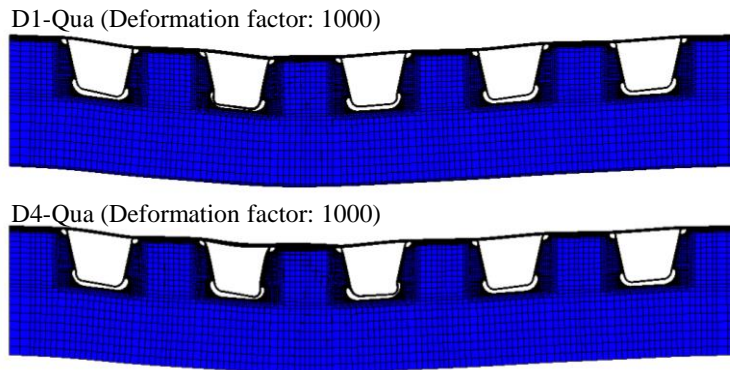 D1-Qua (Deformation factor: 1000)
D4-Qua (Deformation factor: 1000)